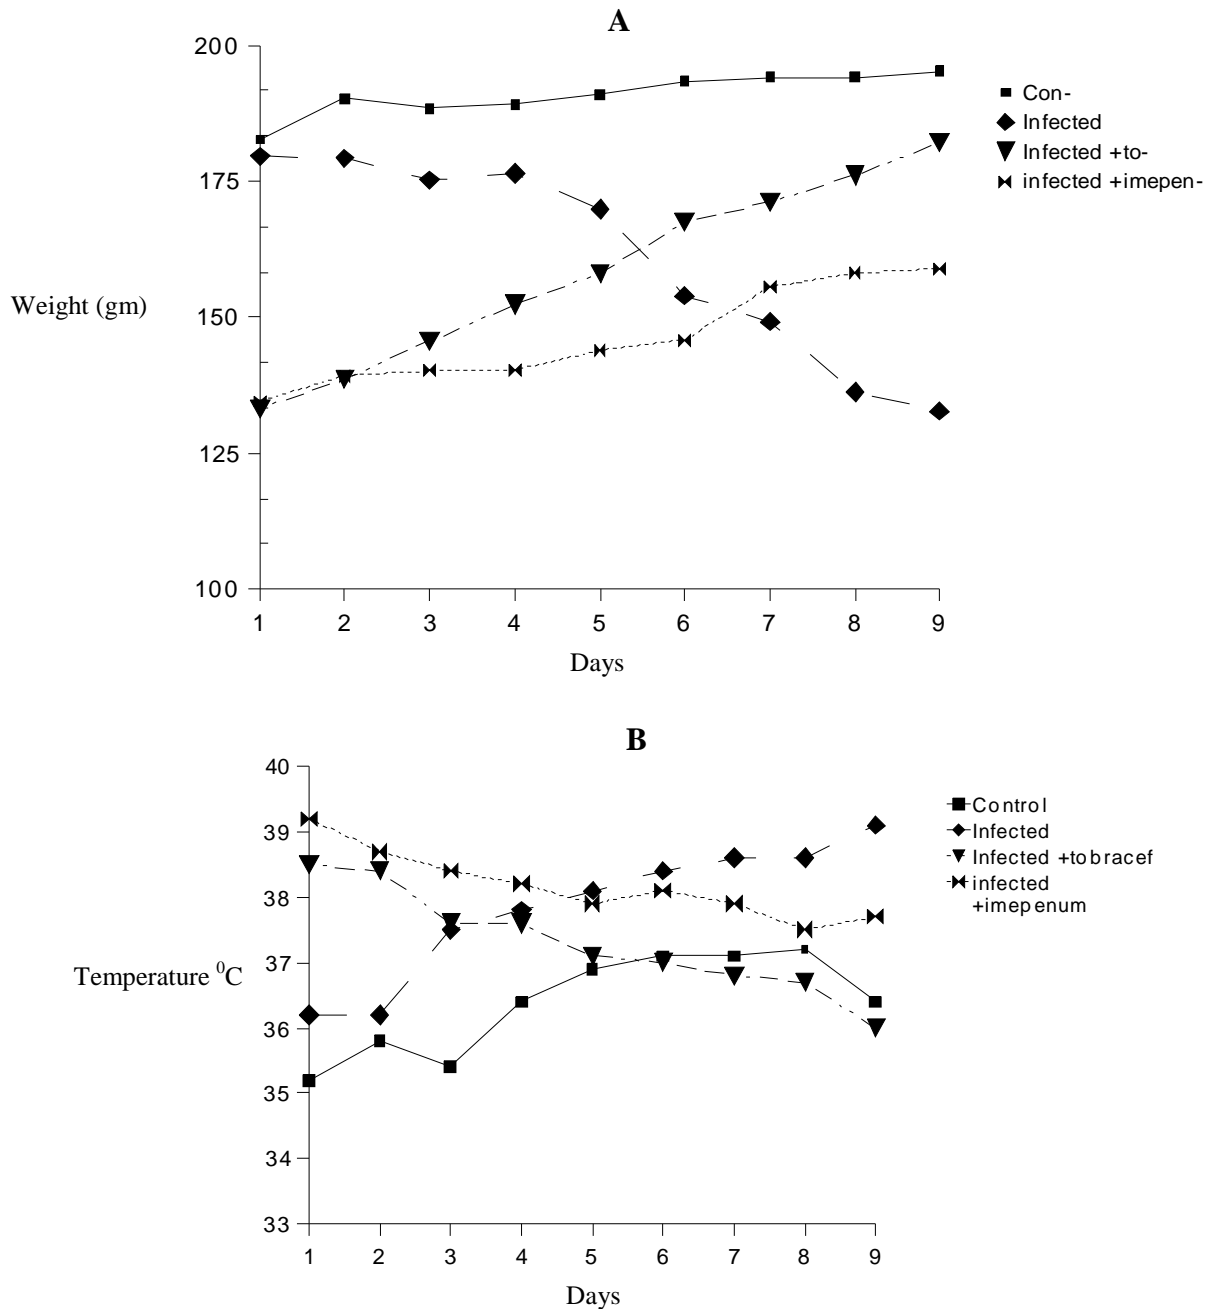 A
200
175
150
125
100
Weight (gm)
1 2 3 4 5 6 7 8 9
Days
Con-
Infected
Infected +to-
infected +imepen-
B
40
39
38
37
36
35
34
33
Temperature ⁰C
1 2 3 4 5 6 7 8 9
Days
Control
Infected
Infected +tobracef
infected
+imepenum